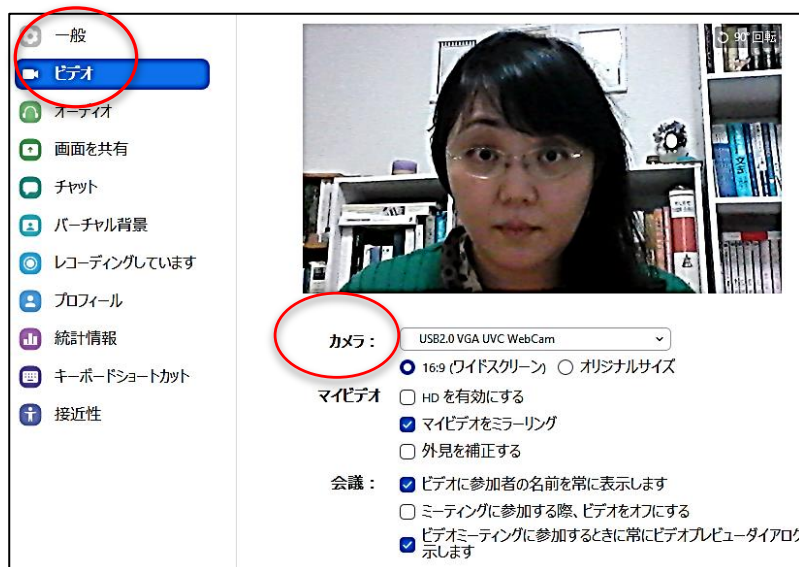 一般
ビデオ
オーディオ
画面を共有
チャット
バーチャル背景
レコーディングしています
プロフィール
統計情報
キーボードショートカット
接近性
90°回転
カメラ：
USB2.0 VGA UVC WebCam
16:9 (ワイドスクリーン) オリジナルサイズ
マイビデオ HD を有効にする
マイビデオをミラーリング
外見を補正する
会議： ビデオに参加者の名前を常に表示します
ミーティングに参加する際、ビデオをオフにする
ビデオミーティングに参加するときに常にビデオプレビューダイアログ
示します